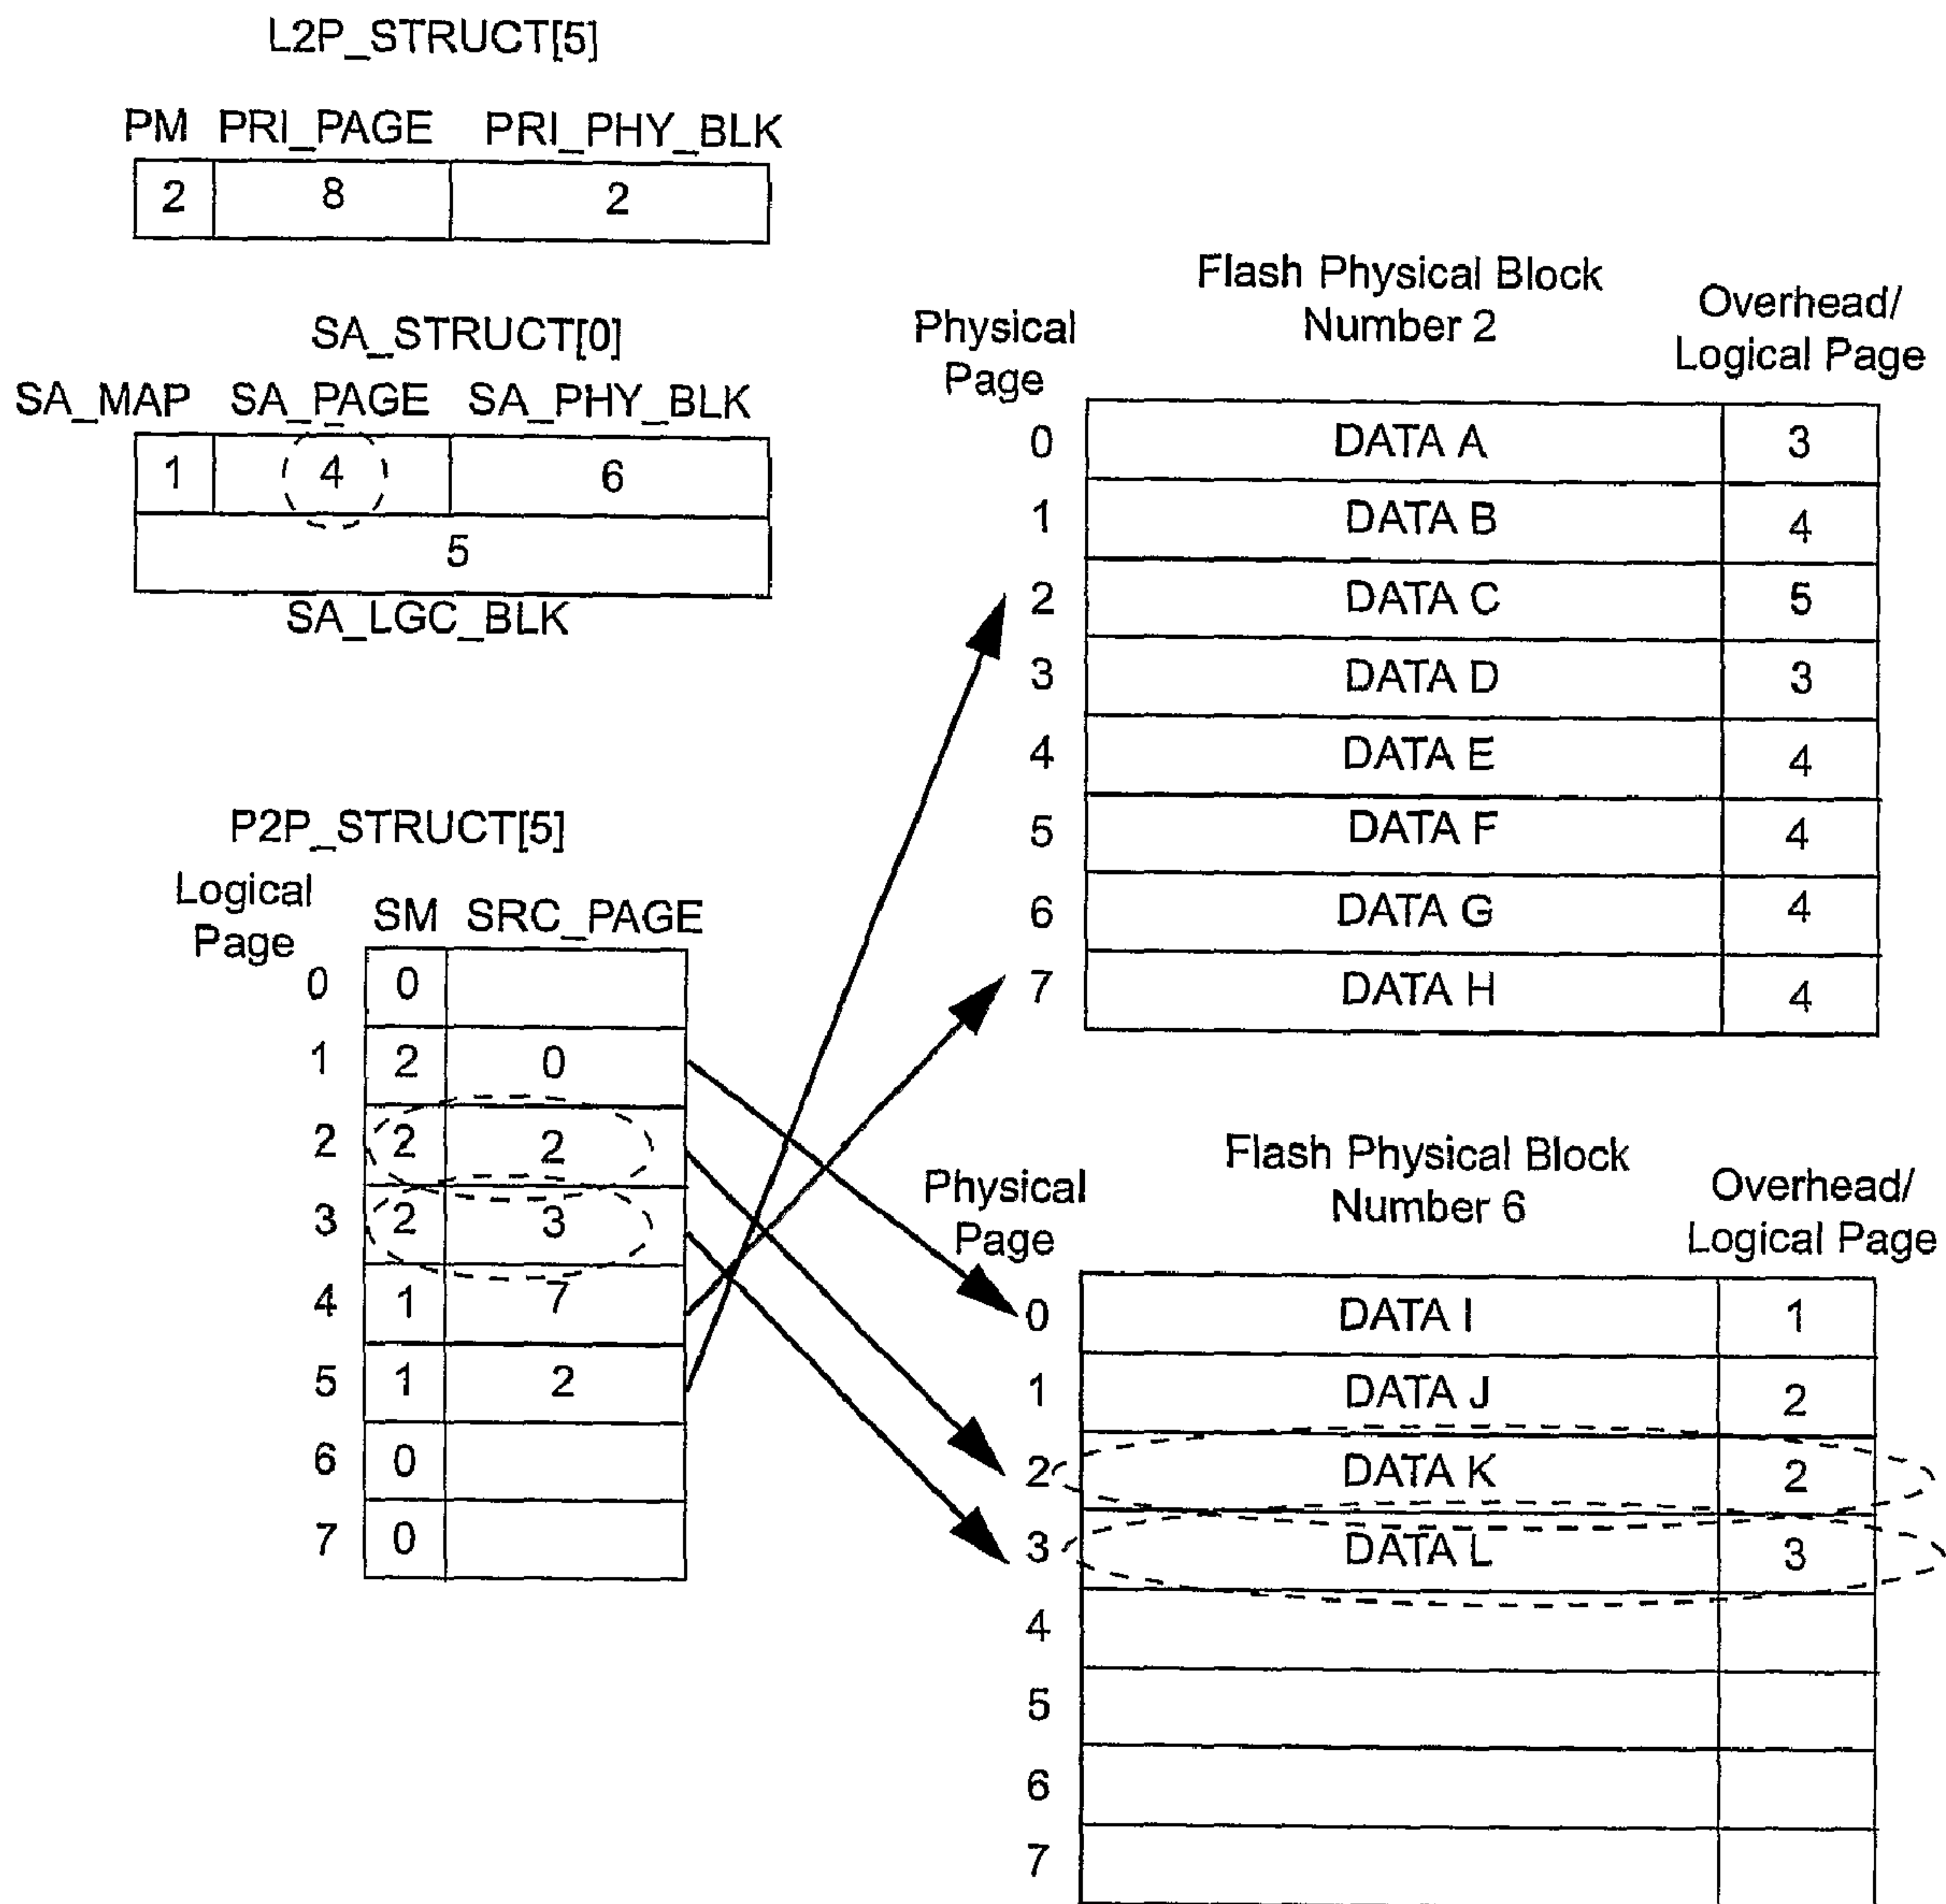 L2P_STRUCT[5]
PM PRI_PAGE PRI_PHY_BLK
2 8 2
SA_STRUCT[0]
SA_MAP SA_PAGE SA_PHY_BLK
1 4 6
5
SA_LGC_BLK
P2P_STRUCT[5]
Logical
Page
SM SRC_PAGE
0 0
1 2 0
2 2 2
3 2 3
4 1 7
5 1 2
6 0
7 0
Physical
Page
Flash Physical Block
Number 2
Overhead/
Logical Page
0 DATA A 3
1 DATA B 4
2 DATA C 5
3 DATA D 3
4 DATA E 4
5 DATA F 4
6 DATA G 4
7 DATA H 4
Physical
Page
Flash Physical Block
Number 6
Overhead/
Logical Page
0 DATA I 1
1 DATA J 2
2 DATA K 2
3 DATA L 3
4
5
6
7